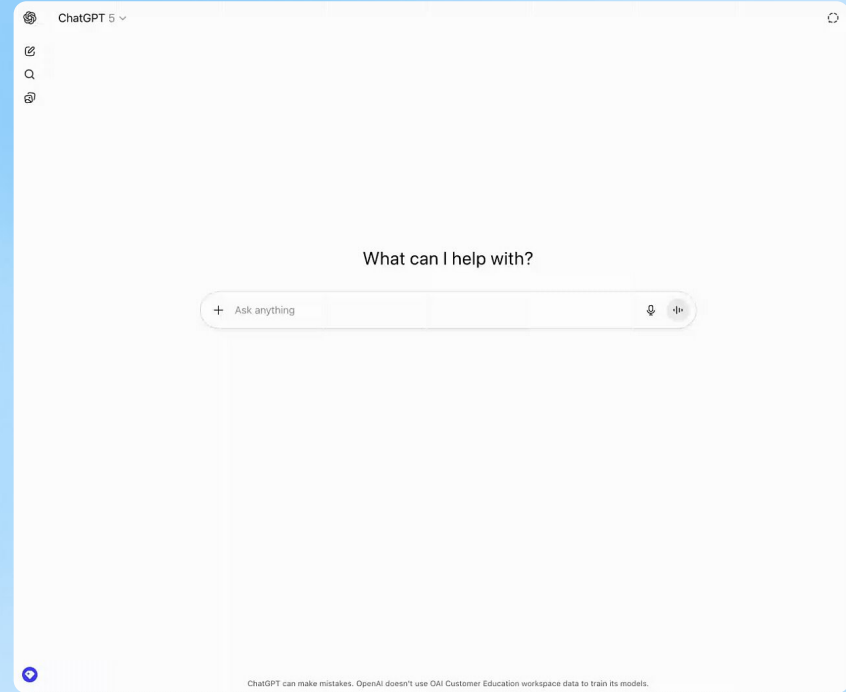 ChatGPT 5
What can I help with?
Ask anything
ChatGPT can make mistakes. OpenAI doesn't use OAI Customer Education workspace data to train its models.